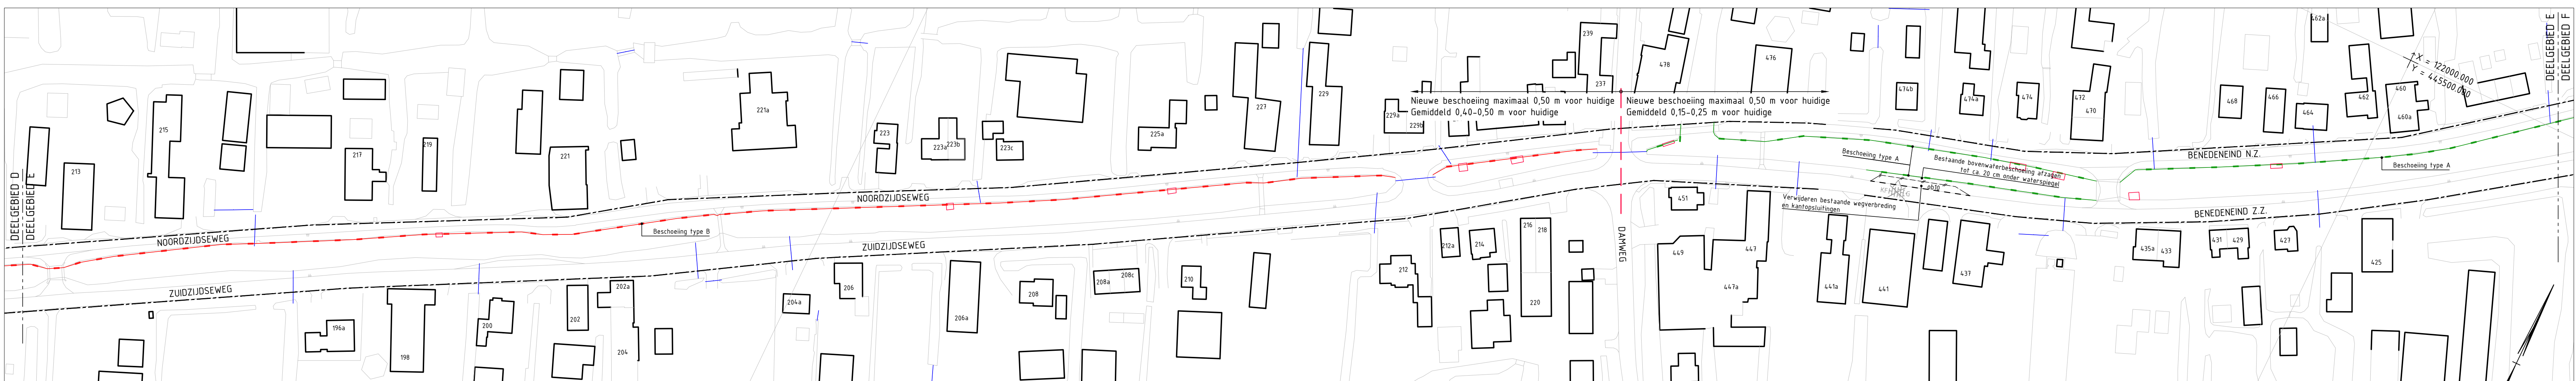 DEELGEBIED D
DEELGEBIED E
213
215
217
219
221
221a
223
223a
223b
223c
225a
227
229
229a
229b
239
237
478
476
474b
474a
474
472
470
468
466
464
462a
462
460
460a
X = 122000.000
Y = 445500.000
DEELGEBIED E
DEELGEBIED F
Nieuwe beschoeiing maximaal 0,50 m voor huidige
Gemiddeld 0,40-0,50 m voor huidige
Nieuwe beschoeiing maximaal 0,50 m voor huidige
Gemiddeld 0,15-0,25 m voor huidige
NOORDZIJDSEWEG
NOORDZIJDSEWEG
Beschoeiing type B
Beschoeiing type A
Bestaande bovenwaterbeschoeiing afzagen
tot ca. 20 cm onder waterspiegel
BENEDENEIND N.Z.
Beschoeiing type A
Verwijderen bestaande wegverbreding
en kantopsluitingen
ZUIDZIJDSEWEG
ZUIDZIJDSEWEG
DAMWEG
BENEDENEIND Z.Z.
196a
198
200
202
202a
204
204a
206
206a
208
208a
208c
210
212
212a
214
216
218
220
451
449
447
447a
441a
441
437
435a
433
431
429
427
425